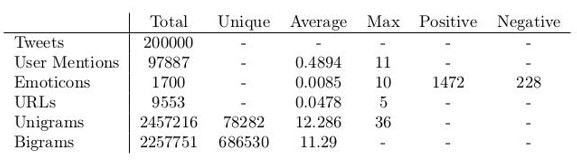 Total Unique Average Max Positive Negative
Tweets 200000 - - - - -
User Mentions 97887 - 0.4894 11 - -
Emoticons 1700 - 0.0085 10 1472 228
URLs 9553 - 0.0478 5 - -
Unigrams 2457216 78282 12.286 36 - -
Bigrams 2257751 686530 11.29 - - -